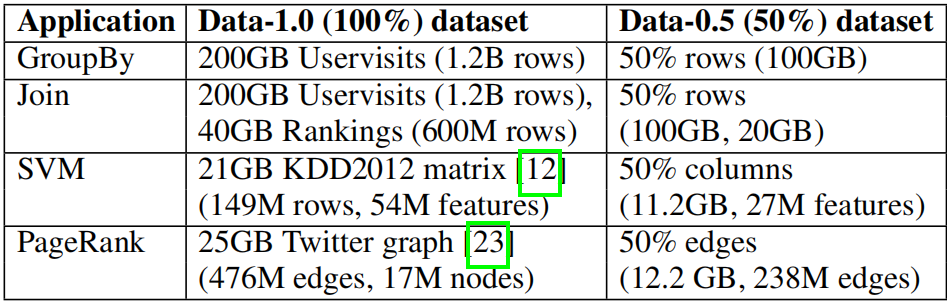 Application Data-1.0 (100%) dataset Data-0.5 (50%) dataset
GroupBy 200GB Uservisits (1.2B rows) 50% rows (100GB)
Join 200GB Uservisits (1.2B rows), 50% rows
40GB Rankings (600M rows) (100GB, 20GB)
SVM 21GB KDD2012 matrix [12] 50% columns
(149M rows, 54M features) (11.2GB, 27M features)
PageRank 25GB Twitter graph [23] 50% edges
(476M edges, 17M nodes) (12.2 GB, 238M edges)